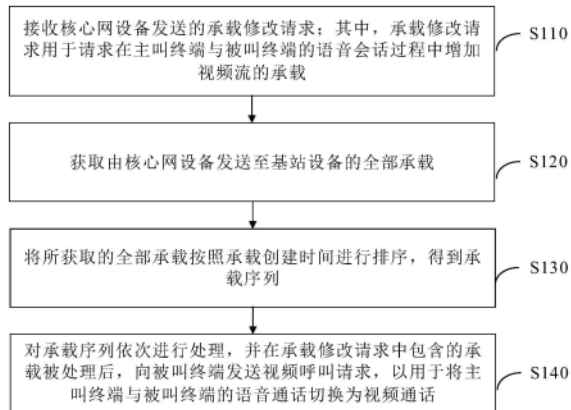 接收核心网设备发送的承载修改请求；其中，承载修改请
求用于请求在主叫终端与被叫终端的语音会话过程中增加
视频流的承载
S110
获取由核心网设备发送至基站设备的全部承载
S120
将所获取的全部承载按照承载创建时间进行排序，得到承
载序列
S130
对承载序列依次进行处理，并在承载修改请求中包含的承
载被处理后，向被叫终端发送视频呼叫请求，以用于将主
叫终端与被叫终端的语音通话切换为视频通话
S140